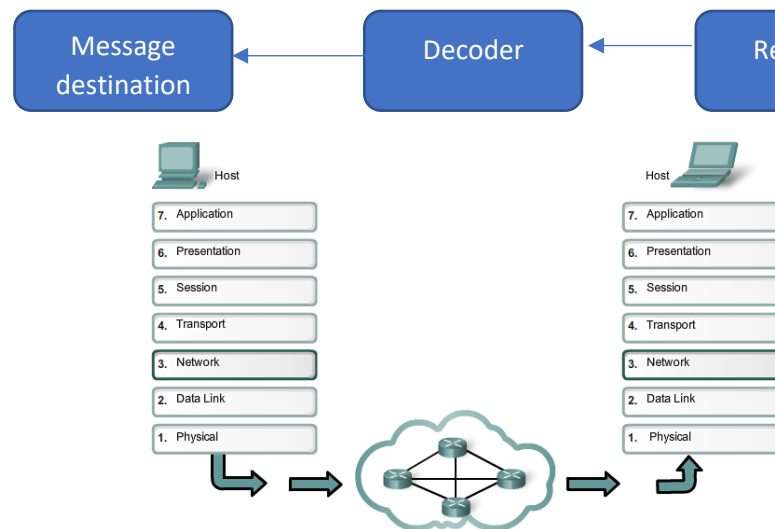 Message
destination
Decoder
Re
Host
7. Application
6. Presentation
5. Session
4. Transport
3. Network
2. Data Link
1. Physical
Host
7. Application
6. Presentation
5. Session
4. Transport
3. Network
2. Data Link
1. Physical